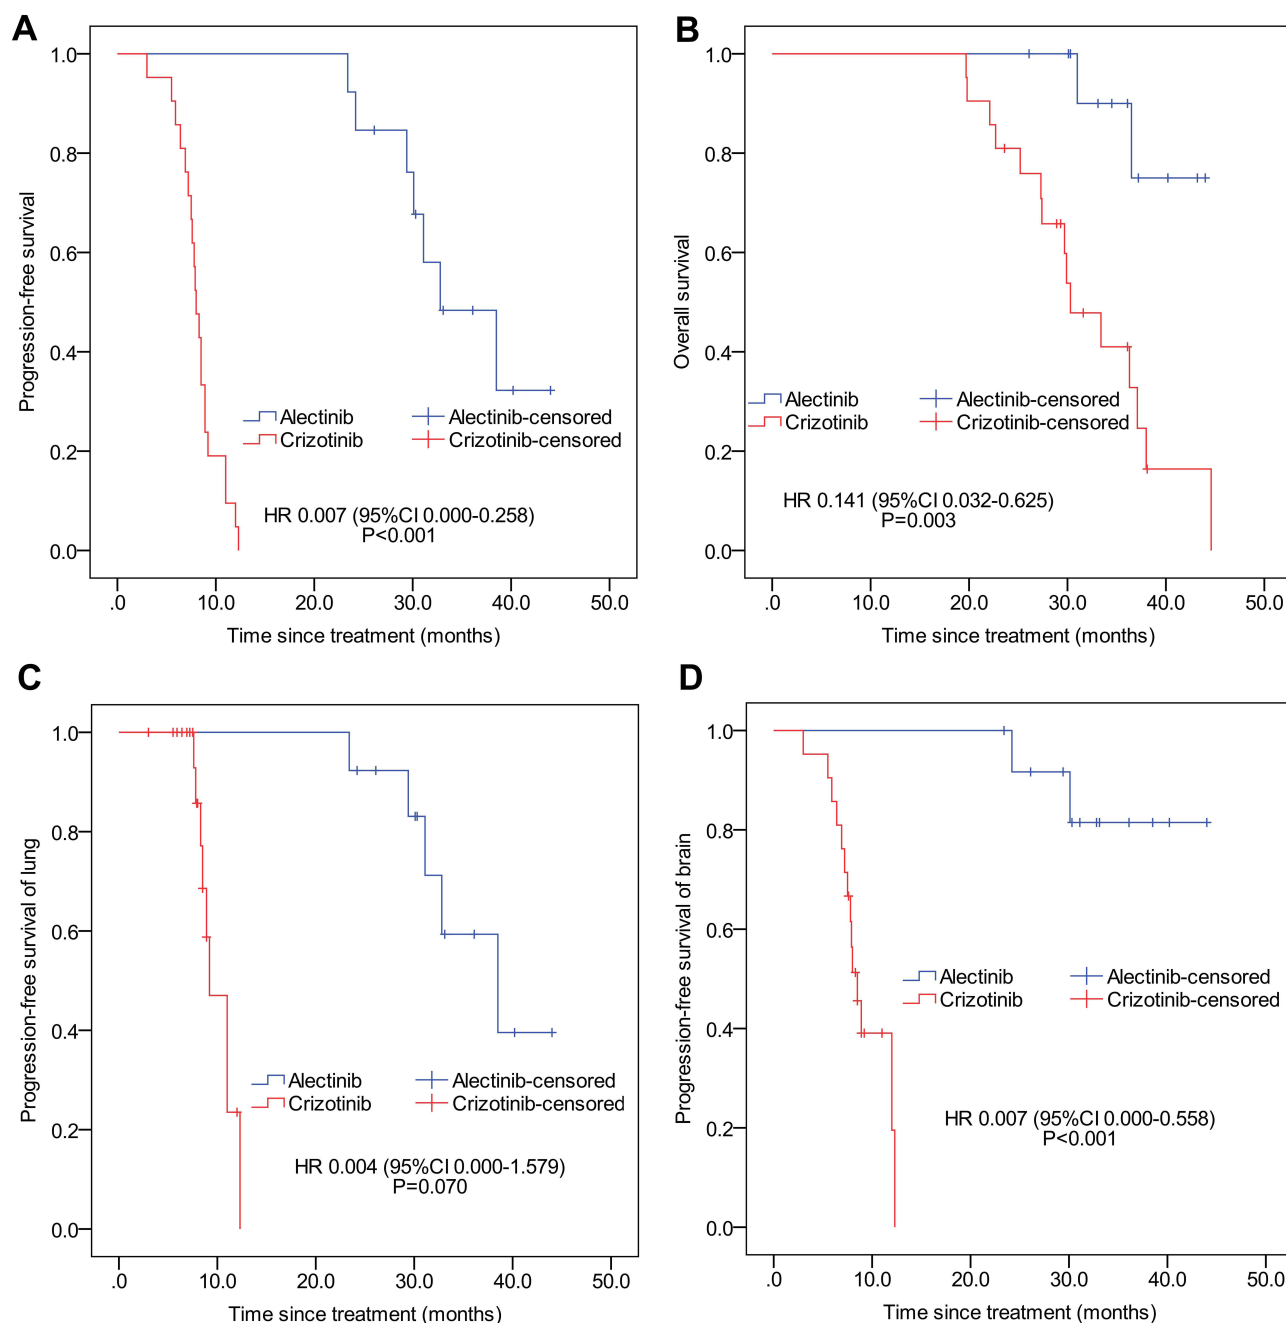 A
1.0
0.8
0.6
0.4
0.2
0.0
Progression-free survival
Alectinib
Alectinib-censored
Crizotinib
Crizotinib-censored
HR 0.007 (95%CI 0.000-0.258)
P<0.001
.0 10.0 20.0 30.0 40.0 50.0
Time since treatment (months)
B
1.0
0.8
0.6
0.4
0.2
0.0
Overall survival
Alectinib
Alectinib-censored
Crizotinib
Crizotinib-censored
HR 0.141 (95%CI 0.032-0.625)
P=0.003
.0 10.0 20.0 30.0 40.0 50.0
Time since treatment (months)
C
1.0
0.8
0.6
0.4
0.2
0.0
Progression-free survival of lung
Alectinib
Alectinib-censored
Crizotinib
Crizotinib-censored
HR 0.004 (95%CI 0.000-1.579)
P=0.070
.0 10.0 20.0 30.0 40.0 50.0
Time since treatment (months)
D
1.0
0.8
0.6
0.4
0.2
0.0
Progression-free survival of brain
Alectinib
Alectinib-censored
Crizotinib
Crizotinib-censored
HR 0.007 (95%CI 0.000-0.558)
P<0.001
.0 10.0 20.0 30.0 40.0 50.0
Time since treatment (months)